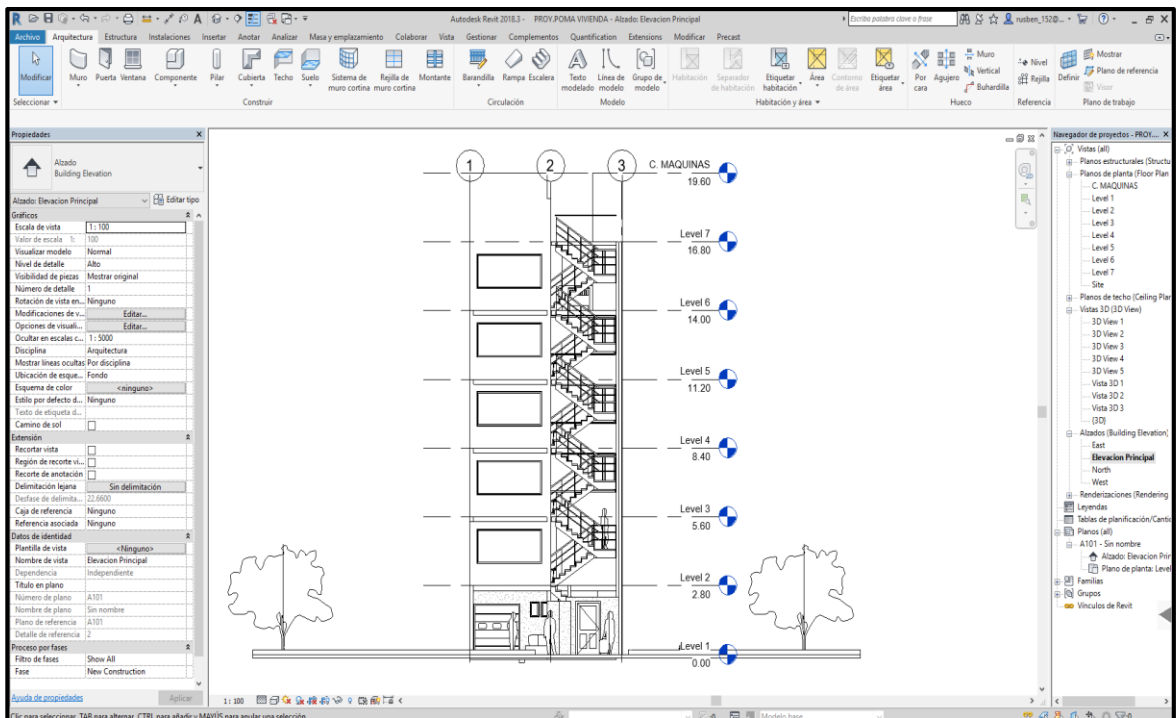 Autodesk Revit 2018.3 - PROY.POMA VIVIENDA - Alzado: Elevacion Principal
Escriba palabra clave o frase
rusben_152@...
Archivo Arquitectura Estructura Instalaciones Insertar Anotar Analizar Masa y emplazamiento Colaborar Vista Gestionar Complementos Quantification Extensions Modificar Precast
Modificar
Muro Puerta Ventana Componente Pilar Cubierta Techo Suelo Sistema de muro cortina Rejilla de muro cortina Montante
Barandilla Rampa Escalera
Texto modelado Línea de modelo Grupo de modelo
Habitación Separador de habitación Etiquetar habitación Área Contorno de área Etiquetar área
Por cara Agujero Muro Vertical Buhardilla
Nivel Rejilla
Definir Mostrar Plano de referencia Visor
Seleccionar Construir Circulación Modelo Habitación y área Hueco Referencia Plano de trabajo
Propiedades X
Alzado
Building Elevation
Alzado: Elevacion Principal Editar tipo
Gráficos
Escala de vista 1 : 100
Valor de escala 1: 100
Visualizar modelo Normal
Nivel de detalle Alto
Visibilidad de piezas Mostrar original
Número de detalle 1
Rotación de vista en... Ninguno
Modificaciones de v... Editar...
Opciones de visuali... Editar...
Ocultar en escalas c... 1 : 5000
Disciplina Arquitectura
Mostrar líneas ocultas Por disciplina
Ubicación de esque... Fondo
Esquema de color <ninguno>
Estilo por defecto d... Ninguno
Texto de etiqueta d...
Camino de sol
Extensión
Recortar vista
Región de recorte vi...
Recorte de anotación
Delimitación lejana Sin delimitación
Desfase de delimita... 22.6600
Caja de referencia Ninguno
Referencia asociada Ninguno
Datos de identidad
Plantilla de vista <Ninguno>
Nombre de vista Elevacion Principal
Dependencia Independiente
Título en plano
Número de plano A101
Nombre de plano Sin nombre
Plano de referencia A101
Detalle de referencia 2
Proceso por fases
Filtro de fases Show All
Fase New Construction
Ayuda de propiedades Aplicar
1 2 3
C. MAQUINAS
19.60
Level 7
16.80
Level 6
14.00
Level 5
11.20
Level 4
8.40
Level 3
5.60
Level 2
2.80
Level 1
0.00
1 : 100
Navegador de proyectos - PROY.... X
Vistas (all)
Planos estructurales (Structu
Planos de planta (Floor Plan
C. MAQUINAS
Level 1
Level 2
Level 3
Level 4
Level 5
Level 6
Level 7
Site
Planos de techo (Ceiling Plar
Vistas 3D (3D View)
3D View 1
3D View 2
3D View 3
3D View 4
3D View 5
Vista 3D 1
Vista 3D 2
Vista 3D 3
{3D}
Alzados (Building Elevation)
East
Elevacion Principal
North
West
Renderizaciones (Rendering
Leyendas
Tablas de planificación/Cantic
Planos (all)
A101 - Sin nombre
Alzado: Elevacion Prin
Plano de planta: Level
Familias
Grupos
Vínculos de Revit
Clic para seleccionar, TAB para alternar, CTRL para añadir y MAYÚS para anular una selección.
Modelo base